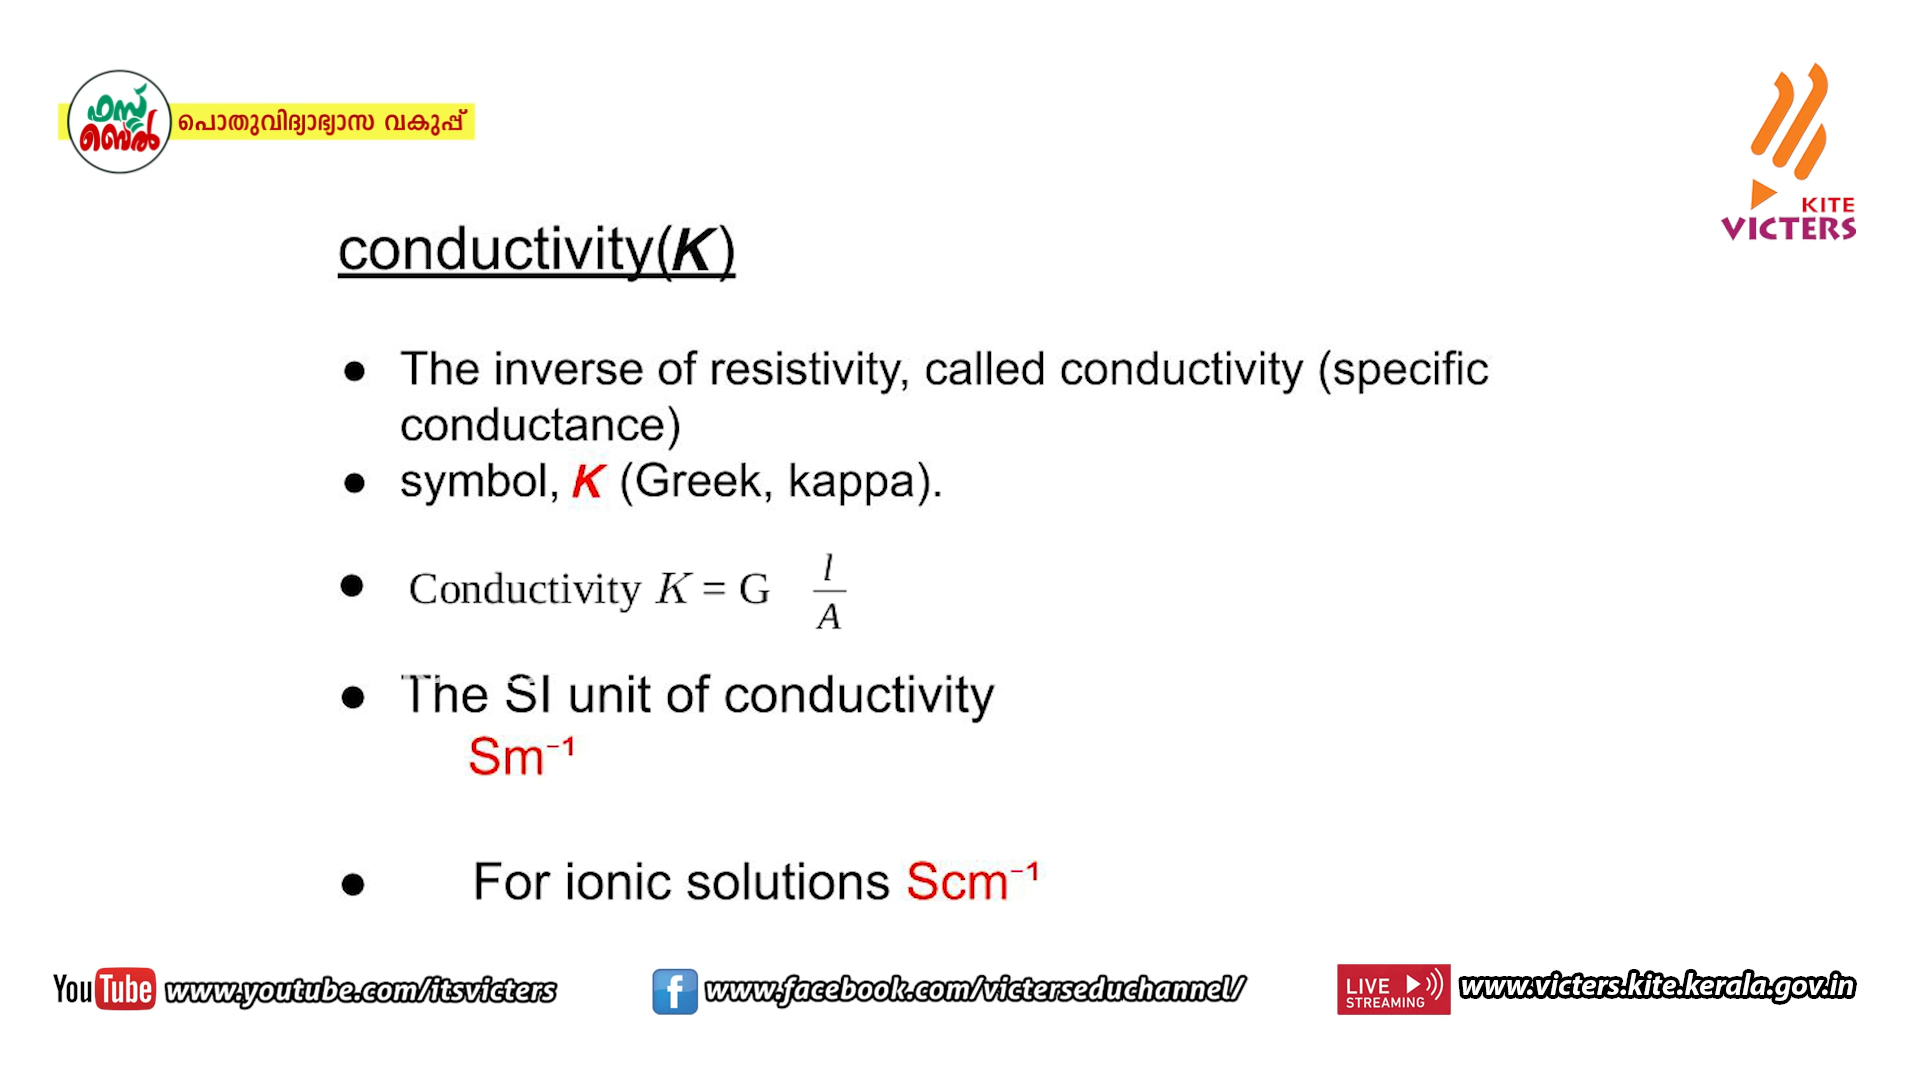 ഫസ്റ്റ്
ബെൽ
പൊതുവിദ്യാഭ്യാസ വകുപ്പ്
KITE
VICTERS
conductivity(K)
● The inverse of resistivity, called conductivity (specific
conductance)
● symbol, K (Greek, kappa).
● Conductivity K = G l/A
● The SI unit of conductivity
Sm⁻¹
● For ionic solutions Scm⁻¹
YouTube www.youtube.com/itsvicters
f www.facebook.com/victerseduchannel/
LIVE STREAMING www.victers.kite.kerala.gov.in